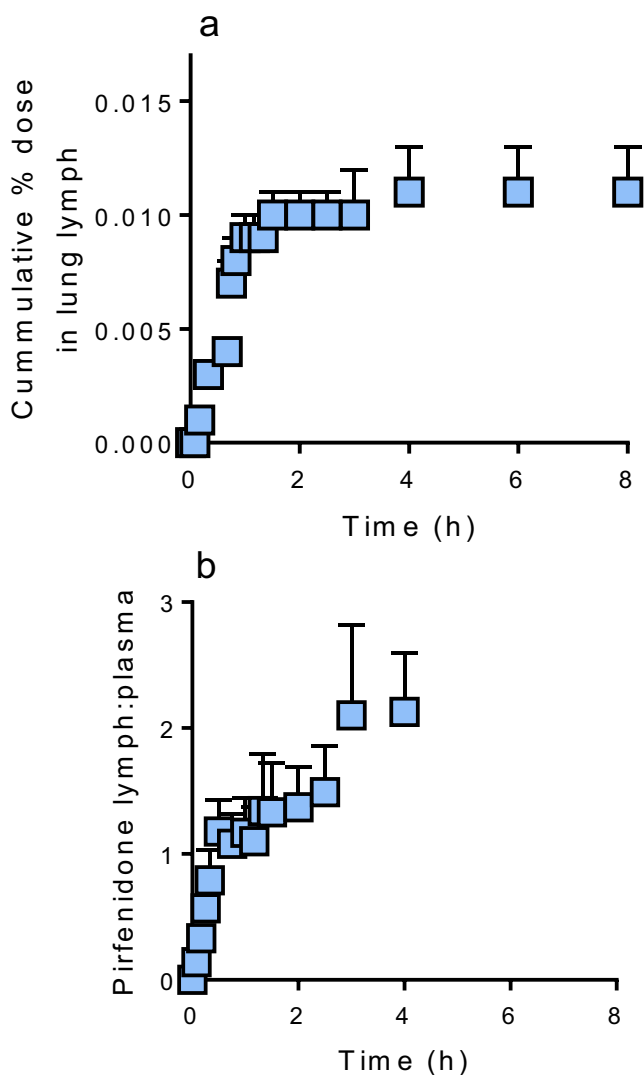 a
Cummulative % dose
in lung lymph
0.015
0.010
0.005
0.000
0 2 4 6 8
Time (h)
b
Pirfenidone lymph:plasma
3
2
1
0
0 2 4 6 8
Time (h)